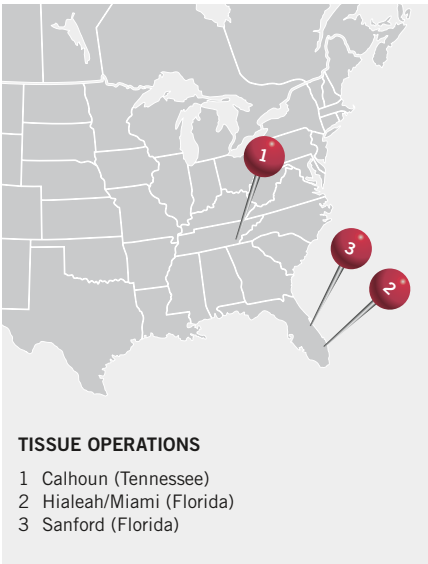 1
3
2
TISSUE OPERATIONS
1 Calhoun (Tennessee)
2 Hialeah/Miami (Florida)
3 Sanford (Florida)